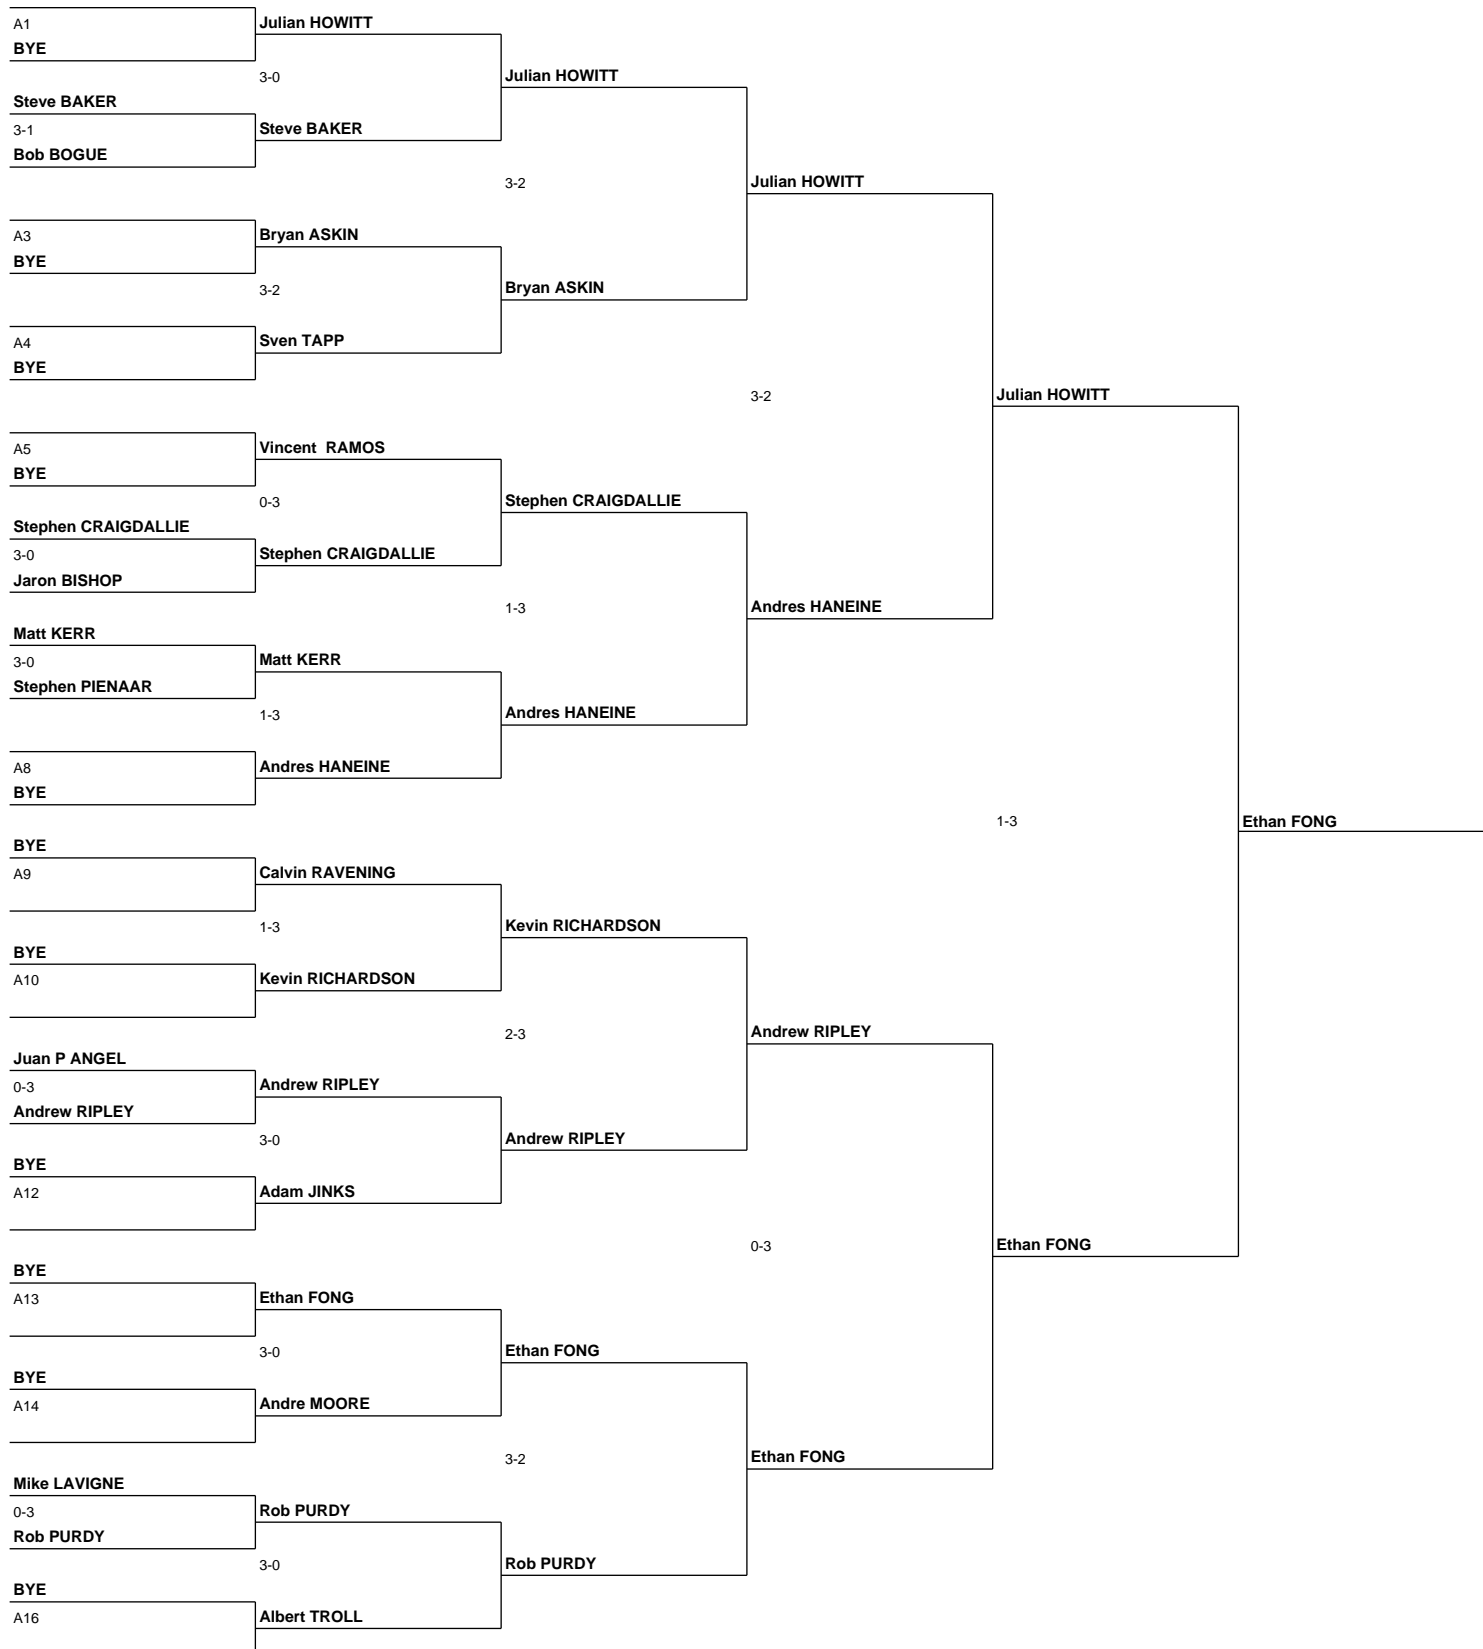 A1
BYE
Julian HOWITT
3-0
Julian HOWITT
Steve BAKER
3-1
Bob BOGUE
Steve BAKER
3-2
Julian HOWITT
A3
BYE
Bryan ASKIN
3-2
Bryan ASKIN
A4
BYE
Sven TAPP
3-2
Julian HOWITT
A5
BYE
Vincent  RAMOS
0-3
Stephen CRAIGDALLIE
Stephen CRAIGDALLIE
3-0
Jaron BISHOP
Stephen CRAIGDALLIE
1-3
Andres HANEINE
Matt KERR
3-0
Stephen PIENAAR
Matt KERR
1-3
Andres HANEINE
A8
BYE
Andres HANEINE
1-3
Ethan FONG
BYE
A9
Calvin RAVENING
1-3
Kevin RICHARDSON
BYE
A10
Kevin RICHARDSON
2-3
Andrew RIPLEY
Juan P ANGEL
0-3
Andrew RIPLEY
Andrew RIPLEY
3-0
Andrew RIPLEY
BYE
A12
Adam JINKS
0-3
Ethan FONG
BYE
A13
Ethan FONG
3-0
Ethan FONG
BYE
A14
Andre MOORE
3-2
Ethan FONG
Mike LAVIGNE
0-3
Rob PURDY
Rob PURDY
3-0
Rob PURDY
BYE
A16
Albert TROLL